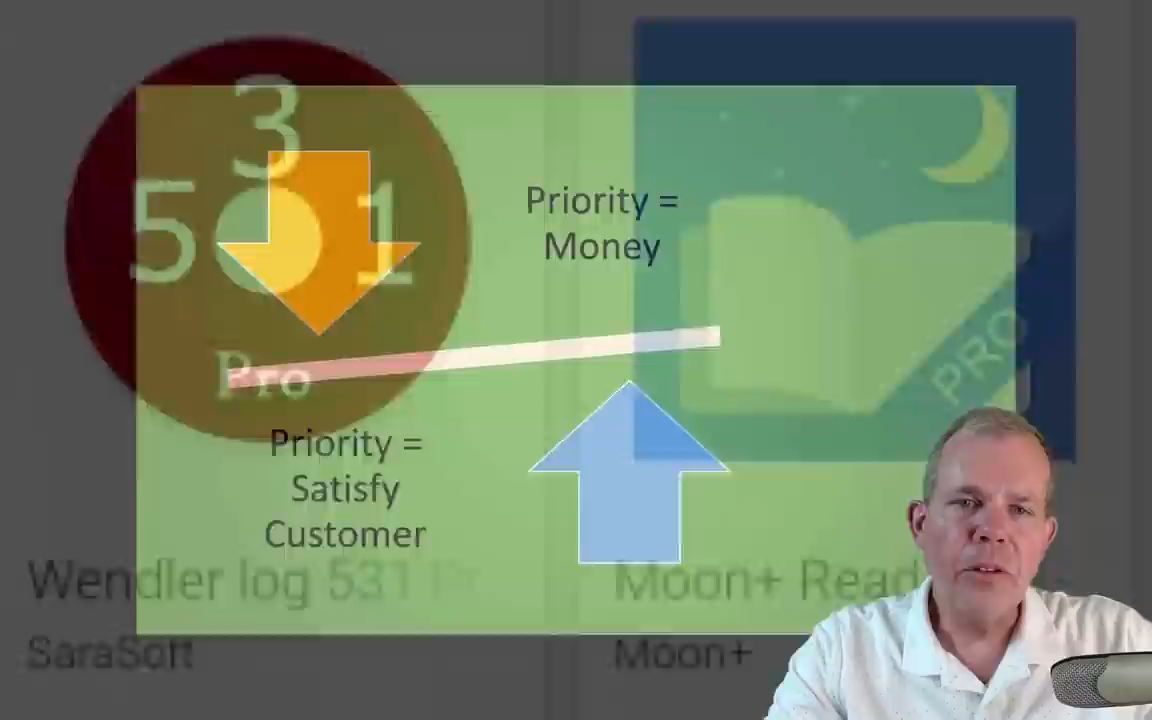 3
5 1
Pro
Priority =
Money
PRO
Priority =
Satisfy
Customer
Wendler log 531
Moon+ Read
SaraSoft
Moon+